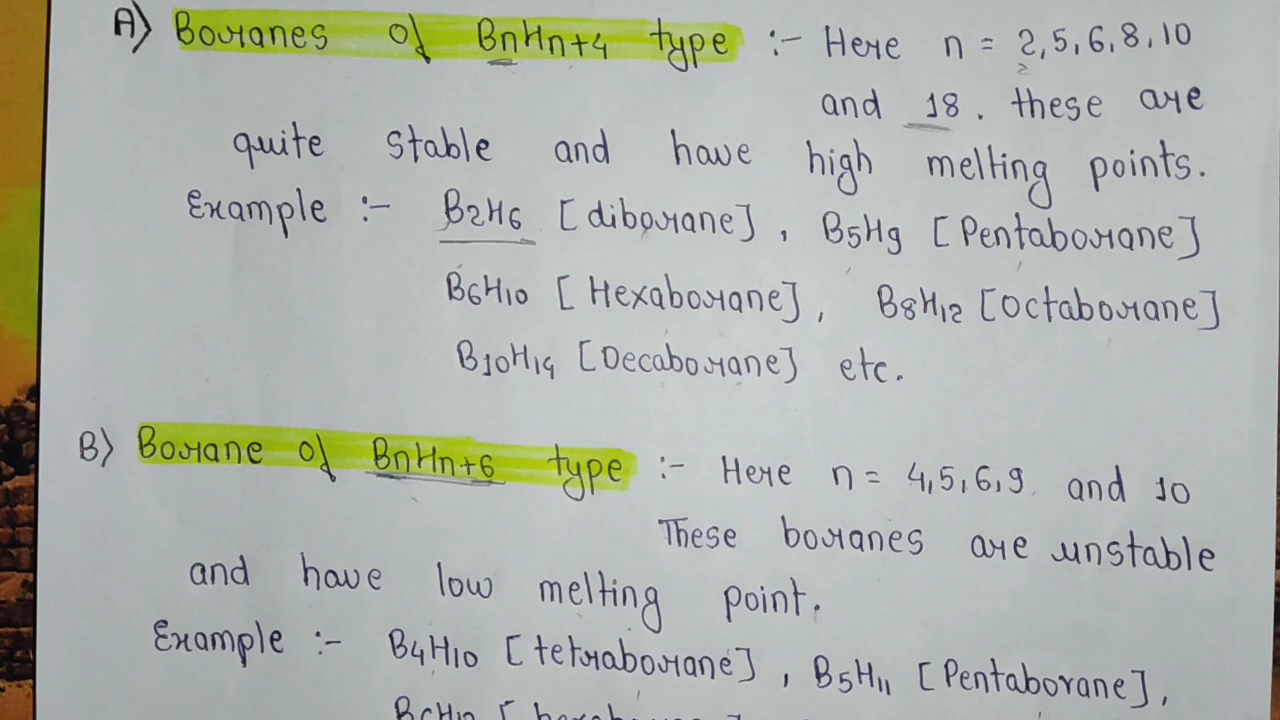 A) Boranes of BnHn+4 type :- Here n = 2,5,6,8,10
and 18. these are
quite stable and have high melting points.
Example :- B2H6 [diborane], B5H9 [Pentaborane]
B6H10 [Hexaborane], B8H12 [Octaborane]
B10H14 [Decaborane] etc.
B) Borane of BnHn+6 type :- Here n = 4,5,6,9 and 10
These boranes are unstable
and have low melting point.
Example :- B4H10 [tetraborane], B5H11 [Pentaborane],